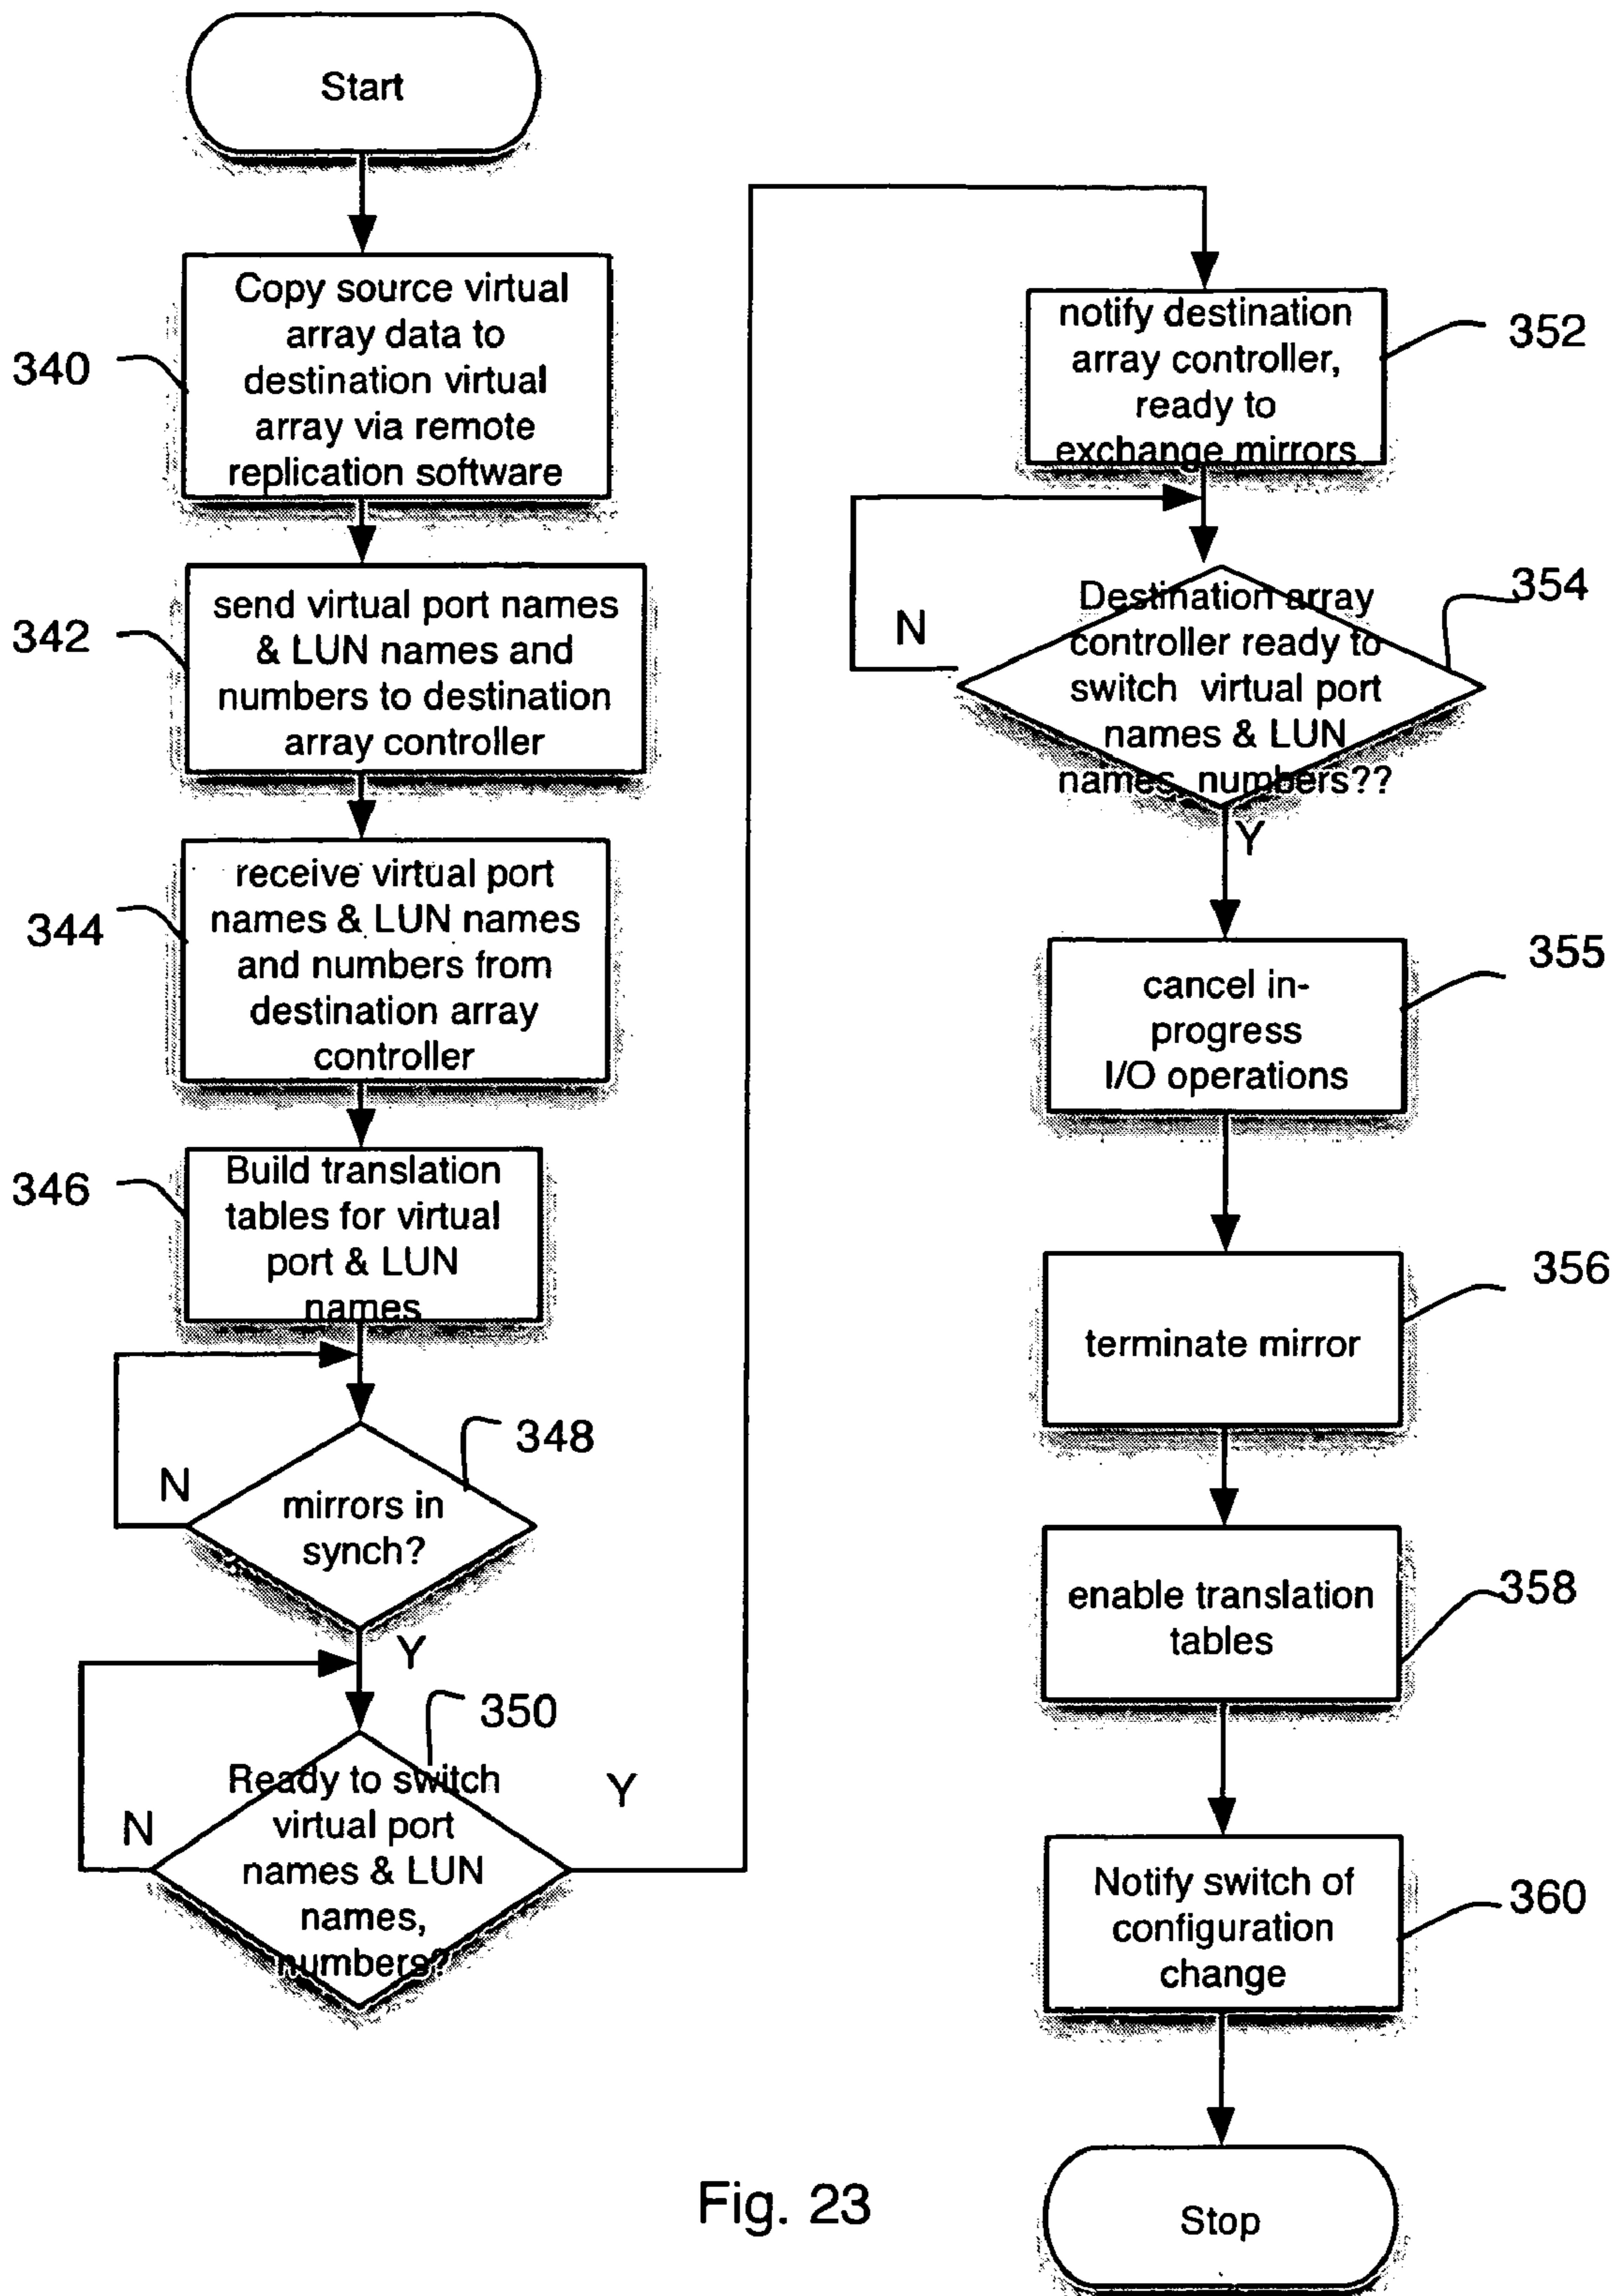 Start
340
Copy source virtual
array data to
destination virtual
array via remote
replication software
342
send virtual port names
& LUN names and
numbers to destination
array controller
344
receive virtual port
names & LUN names
and numbers from
destination array
controller
346
Build translation
tables for virtual
port & LUN
names
348
N
mirrors in
synch?
Y
350
Ready to switch
virtual port
names & LUN
names,
numbers?
N
Y
352
notify destination
array controller,
ready to
exchange mirrors
354
N
Destination array
controller ready to
switch virtual port
names & LUN
names, numbers??
Y
355
cancel in-
progress
I/O operations
356
terminate mirror
358
enable translation
tables
360
Notify switch of
configuration
change
Stop
Fig. 23